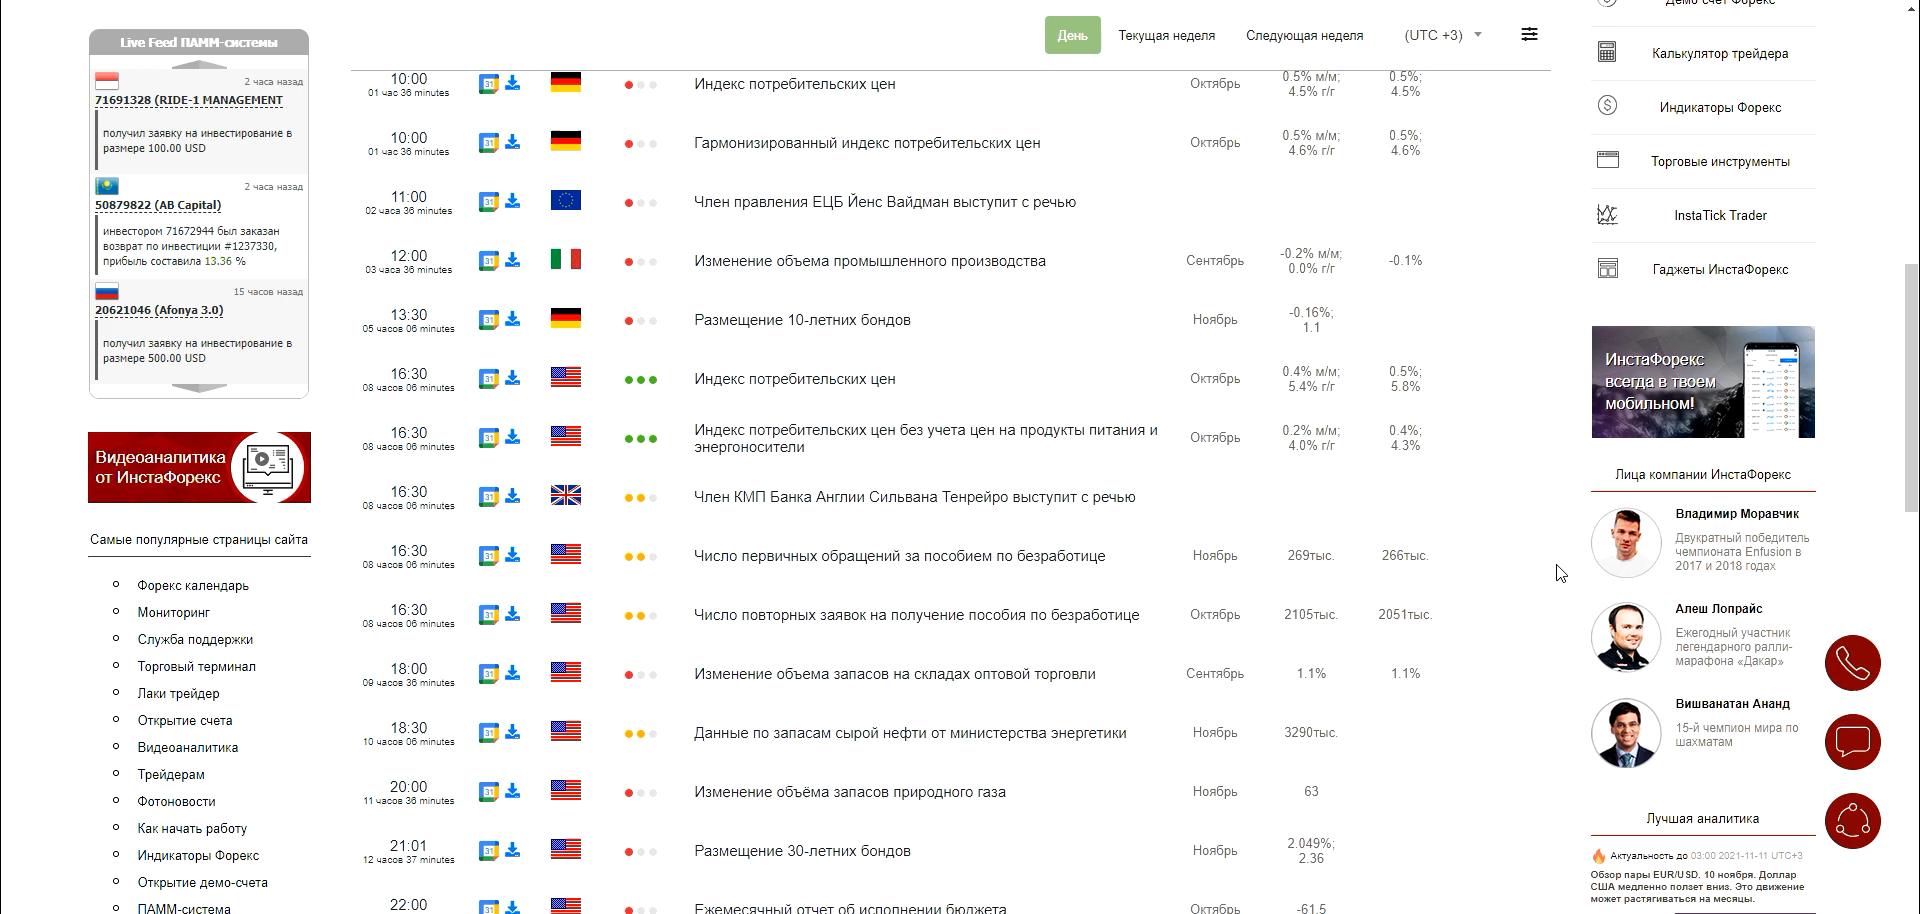 Live Feed ПАММ-системы
2 часа назад
71691328 (RIDE-1 MANAGEMENT
получил заявку на инвестирование в
размере 100.00 USD
2 часа назад
50879822 (AB Capital)
инвестором 71672944 был заказан
возврат по инвестиции #1237330,
прибыль составила 13.36 %
15 часов назад
20621046 (Afonya 3.0)
получил заявку на инвестирование в
размере 500.00 USD
Видеоаналитика
от ИнстаФорекс
Самые популярные страницы сайта
Форекс календарь
Мониторинг
Служба поддержки
Торговый терминал
Лаки трейдер
Открытие счета
Видеоаналитика
Трейдерам
Фотоновости
Как начать работу
Индикаторы Форекс
Открытие демо-счета
ПАММ-система
День Текущая неделя Следующая неделя (UTC +3)
10:00 31 Индекс потребительских цен Октябрь 0.5% м/м; 0.5%;
01 час 36 minutes 4.5% г/г 4.5%
10:00 31 Гармонизированный индекс потребительских цен Октябрь 0.5% м/м; 0.5%;
01 час 36 minutes 4.6% г/г 4.6%
11:00 31 Член правления ЕЦБ Йенс Вайдман выступит с речью
02 часа 36 minutes
12:00 31 Изменение объема промышленного производства Сентябрь -0.2% м/м; -0.1%
03 часа 36 minutes 0.0% г/г
13:30 31 Размещение 10-летних бондов Ноябрь -0.16%;
05 часов 06 minutes 1.1
16:30 31 Индекс потребительских цен Октябрь 0.4% м/м; 0.5%;
08 часов 06 minutes 5.4% г/г 5.8%
16:30 31 Индекс потребительских цен без учета цен на продукты питания и Октябрь 0.2% м/м; 0.4%;
08 часов 06 minutes энергоносители 4.0% г/г 4.3%
16:30 31 Член КМП Банка Англии Сильвана Тенрейро выступит с речью
08 часов 06 minutes
16:30 31 Число первичных обращений за пособием по безработице Ноябрь 269тыс. 266тыс.
08 часов 06 minutes
16:30 31 Число повторных заявок на получение пособия по безработице Октябрь 2105тыс. 2051тыс.
08 часов 06 minutes
18:00 31 Изменение объема запасов на складах оптовой торговли Сентябрь 1.1% 1.1%
09 часов 36 minutes
18:30 31 Данные по запасам сырой нефти от министерства энергетики Ноябрь 3290тыс.
10 часов 06 minutes
20:00 31 Изменение объёма запасов природного газа Ноябрь 63
11 часов 36 minutes
21:01 31 Размещение 30-летних бондов Ноябрь 2.049%;
12 часов 37 minutes 2.36
22:00 31 Ежемесячный отчет об исполнении бюджета Октябрь -61.5
Демо счет Форекс
Калькулятор трейдера
Индикаторы Форекс
Торговые инструменты
InstaTick Trader
Гаджеты ИнстаФорекс
ИнстаФорекс
всегда в твоем
мобильном!
Лица компании ИнстаФорекс
Владимир Моравчик
Двукратный победитель
чемпионата Enfusion в
2017 и 2018 годах
Алеш Лопрайс
Ежегодный участник
легендарного ралли-
марафона «Дакар»
Вишванатан Ананд
15-й чемпион мира по
шахматам
Лучшая аналитика
Актуальность до 03:00 2021-11-11 UTC+3
Обзор пары EUR/USD. 10 ноября. Доллар
США медленно ползет вниз. Это движение
может растягиваться на месяцы.